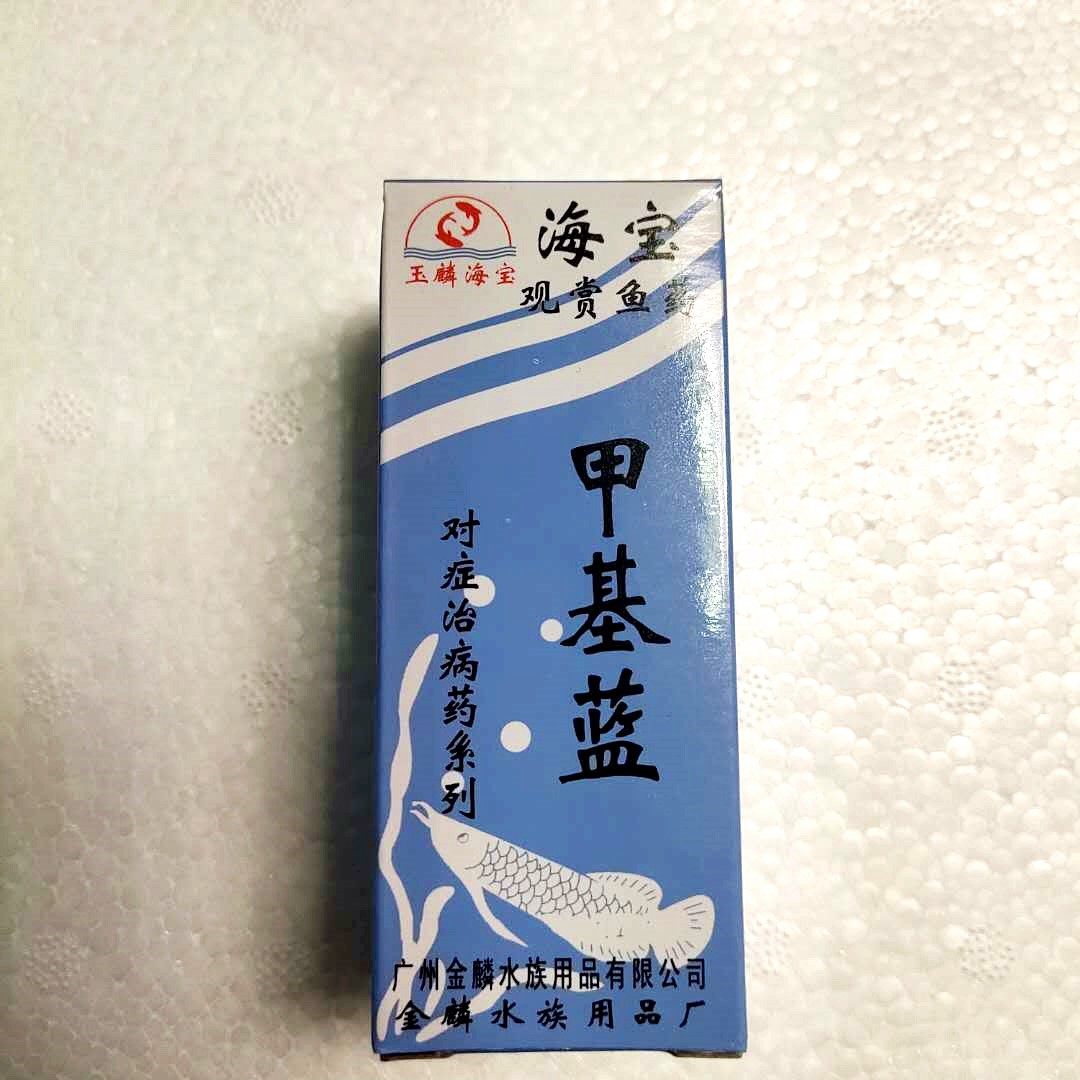 玉麟海宝
海宝
观赏鱼药
甲基蓝
对症治病药系列
广州金麟水族用品有限公司
金麟水族用品厂